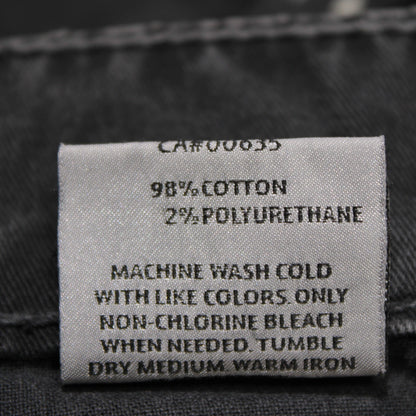 CA#00635
98% COTTON
2% POLYURETHANE
MACHINE WASH COLD
WITH LIKE COLORS. ONLY
NON-CHLORINE BLEACH
WHEN NEEDED. TUMBLE
DRY MEDIUM. WARM IRON